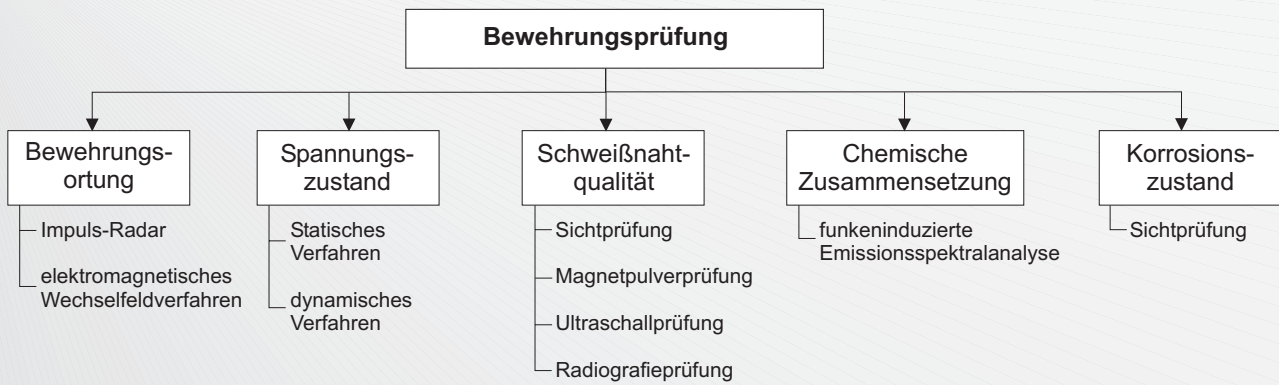 Bewehrungsprüfung
Bewehrungs-
ortung
Impuls-Radar
elektromagnetisches
Wechselfeldverfahren
Spannungs-
zustand
Statisches
Verfahren
dynamisches
Verfahren
Schweißnaht-
qualität
Sichtprüfung
Magnetpulverprüfung
Ultraschallprüfung
Radiografieprüfung
Chemische
Zusammensetzung
funkeninduzierte
Emissionsspektralanalyse
Korrosions-
zustand
Sichtprüfung